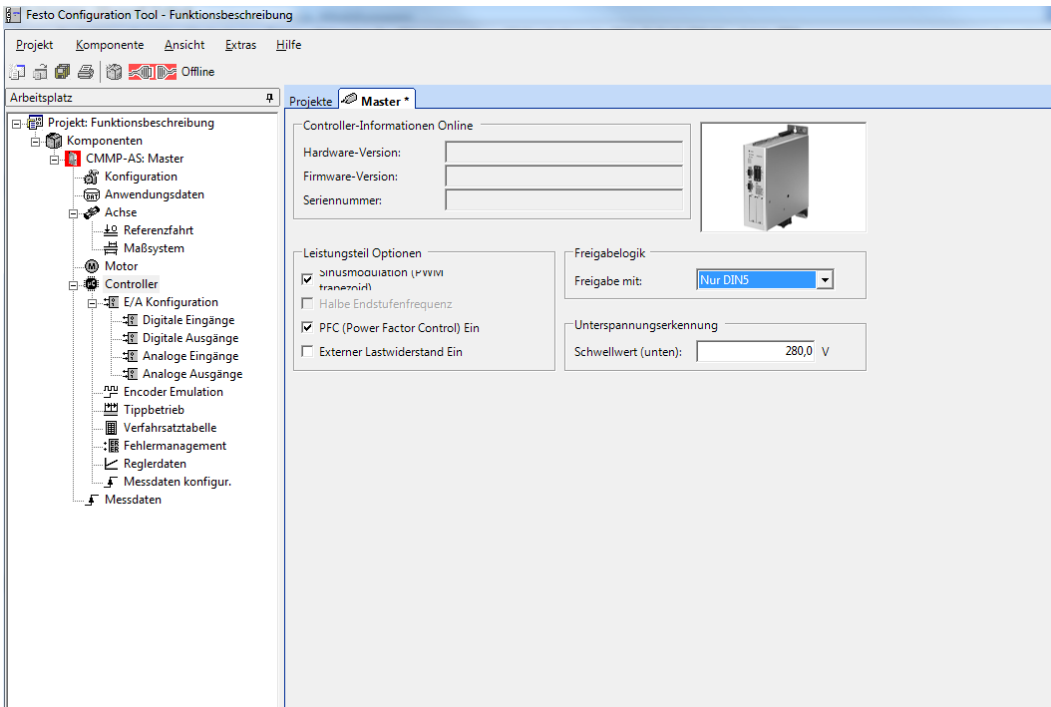 Festo Configuration Tool - Funktionsbeschreibung
Projekt Komponente Ansicht Extras Hilfe
Offline
Arbeitsplatz
Projekte Master *
Projekt: Funktionsbeschreibung
Komponenten
CMMP-AS: Master
Konfiguration
Anwendungsdaten
Achse
Referenzfahrt
Maßsystem
Motor
Controller
E/A Konfiguration
Digitale Eingänge
Digitale Ausgänge
Analoge Eingänge
Analoge Ausgänge
Encoder Emulation
Tippbetrieb
Verfahrsatztabelle
Fehlermanagement
Reglerdaten
Messdaten konfigur.
Messdaten
Controller-Informationen Online
Hardware-Version:
Firmware-Version:
Seriennummer:
Leistungsteil Optionen
Sinusmodulation (PWM
trapezoid)
Halbe Endstufenfrequenz
PFC (Power Factor Control) Ein
Externer Lastwiderstand Ein
Freigabelogik
Freigabe mit: Nur DIN5
Unterspannungserkennung
Schwellwert (unten): 280,0 V